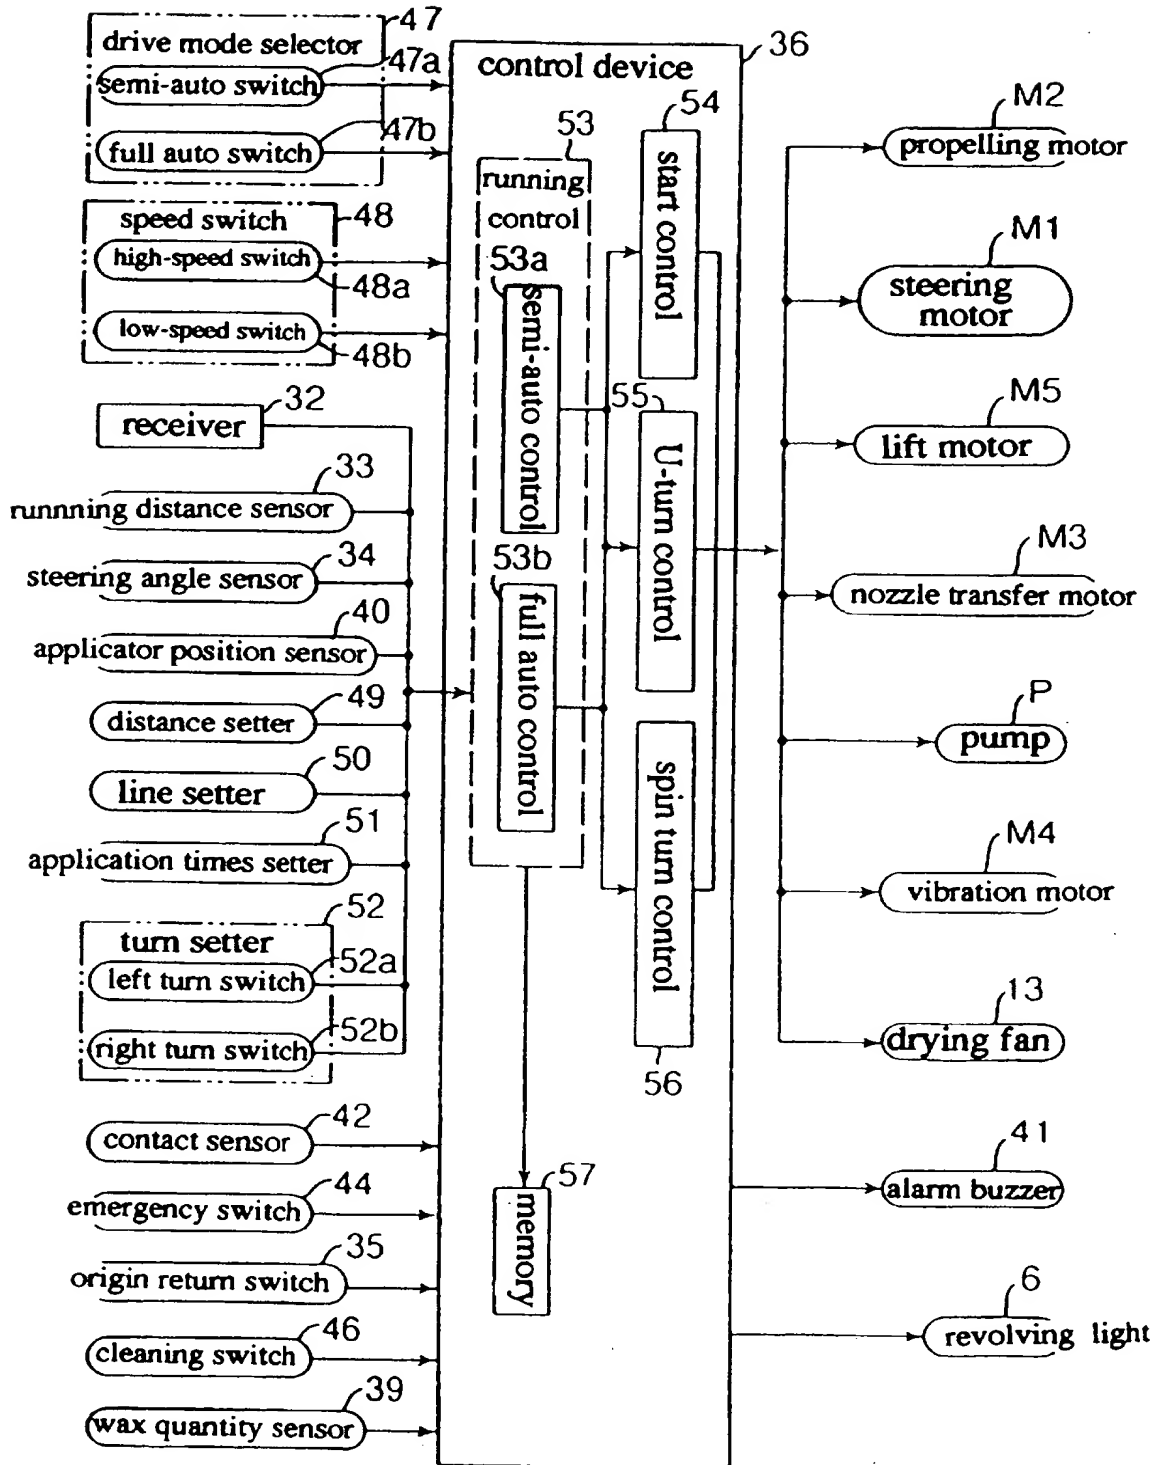 47
drive mode selector
47a
semi-auto switch
47b
full auto switch
speed switch
48
high-speed switch
48a
low-speed switch
48b
32
receiver
33
runnning distance sensor
34
steering angle sensor
40
applicator position sensor
49
distance setter
50
line setter
51
application times setter
52
turn setter
52a
left turn switch
52b
right turn switch
42
contact sensor
44
emergency switch
35
origin return switch
46
cleaning switch
39
wax quantity sensor
36
control device
53
running
control
53a
semi-auto control
53b
full auto control
54
start control
55
U-turn control
spin turn control
56
57
memory
M2
propelling motor
M1
steering
motor
M5
lift motor
M3
nozzle transfer motor
P
pump
M4
vibration motor
13
drying fan
41
alarm buzzer
6
revolving light